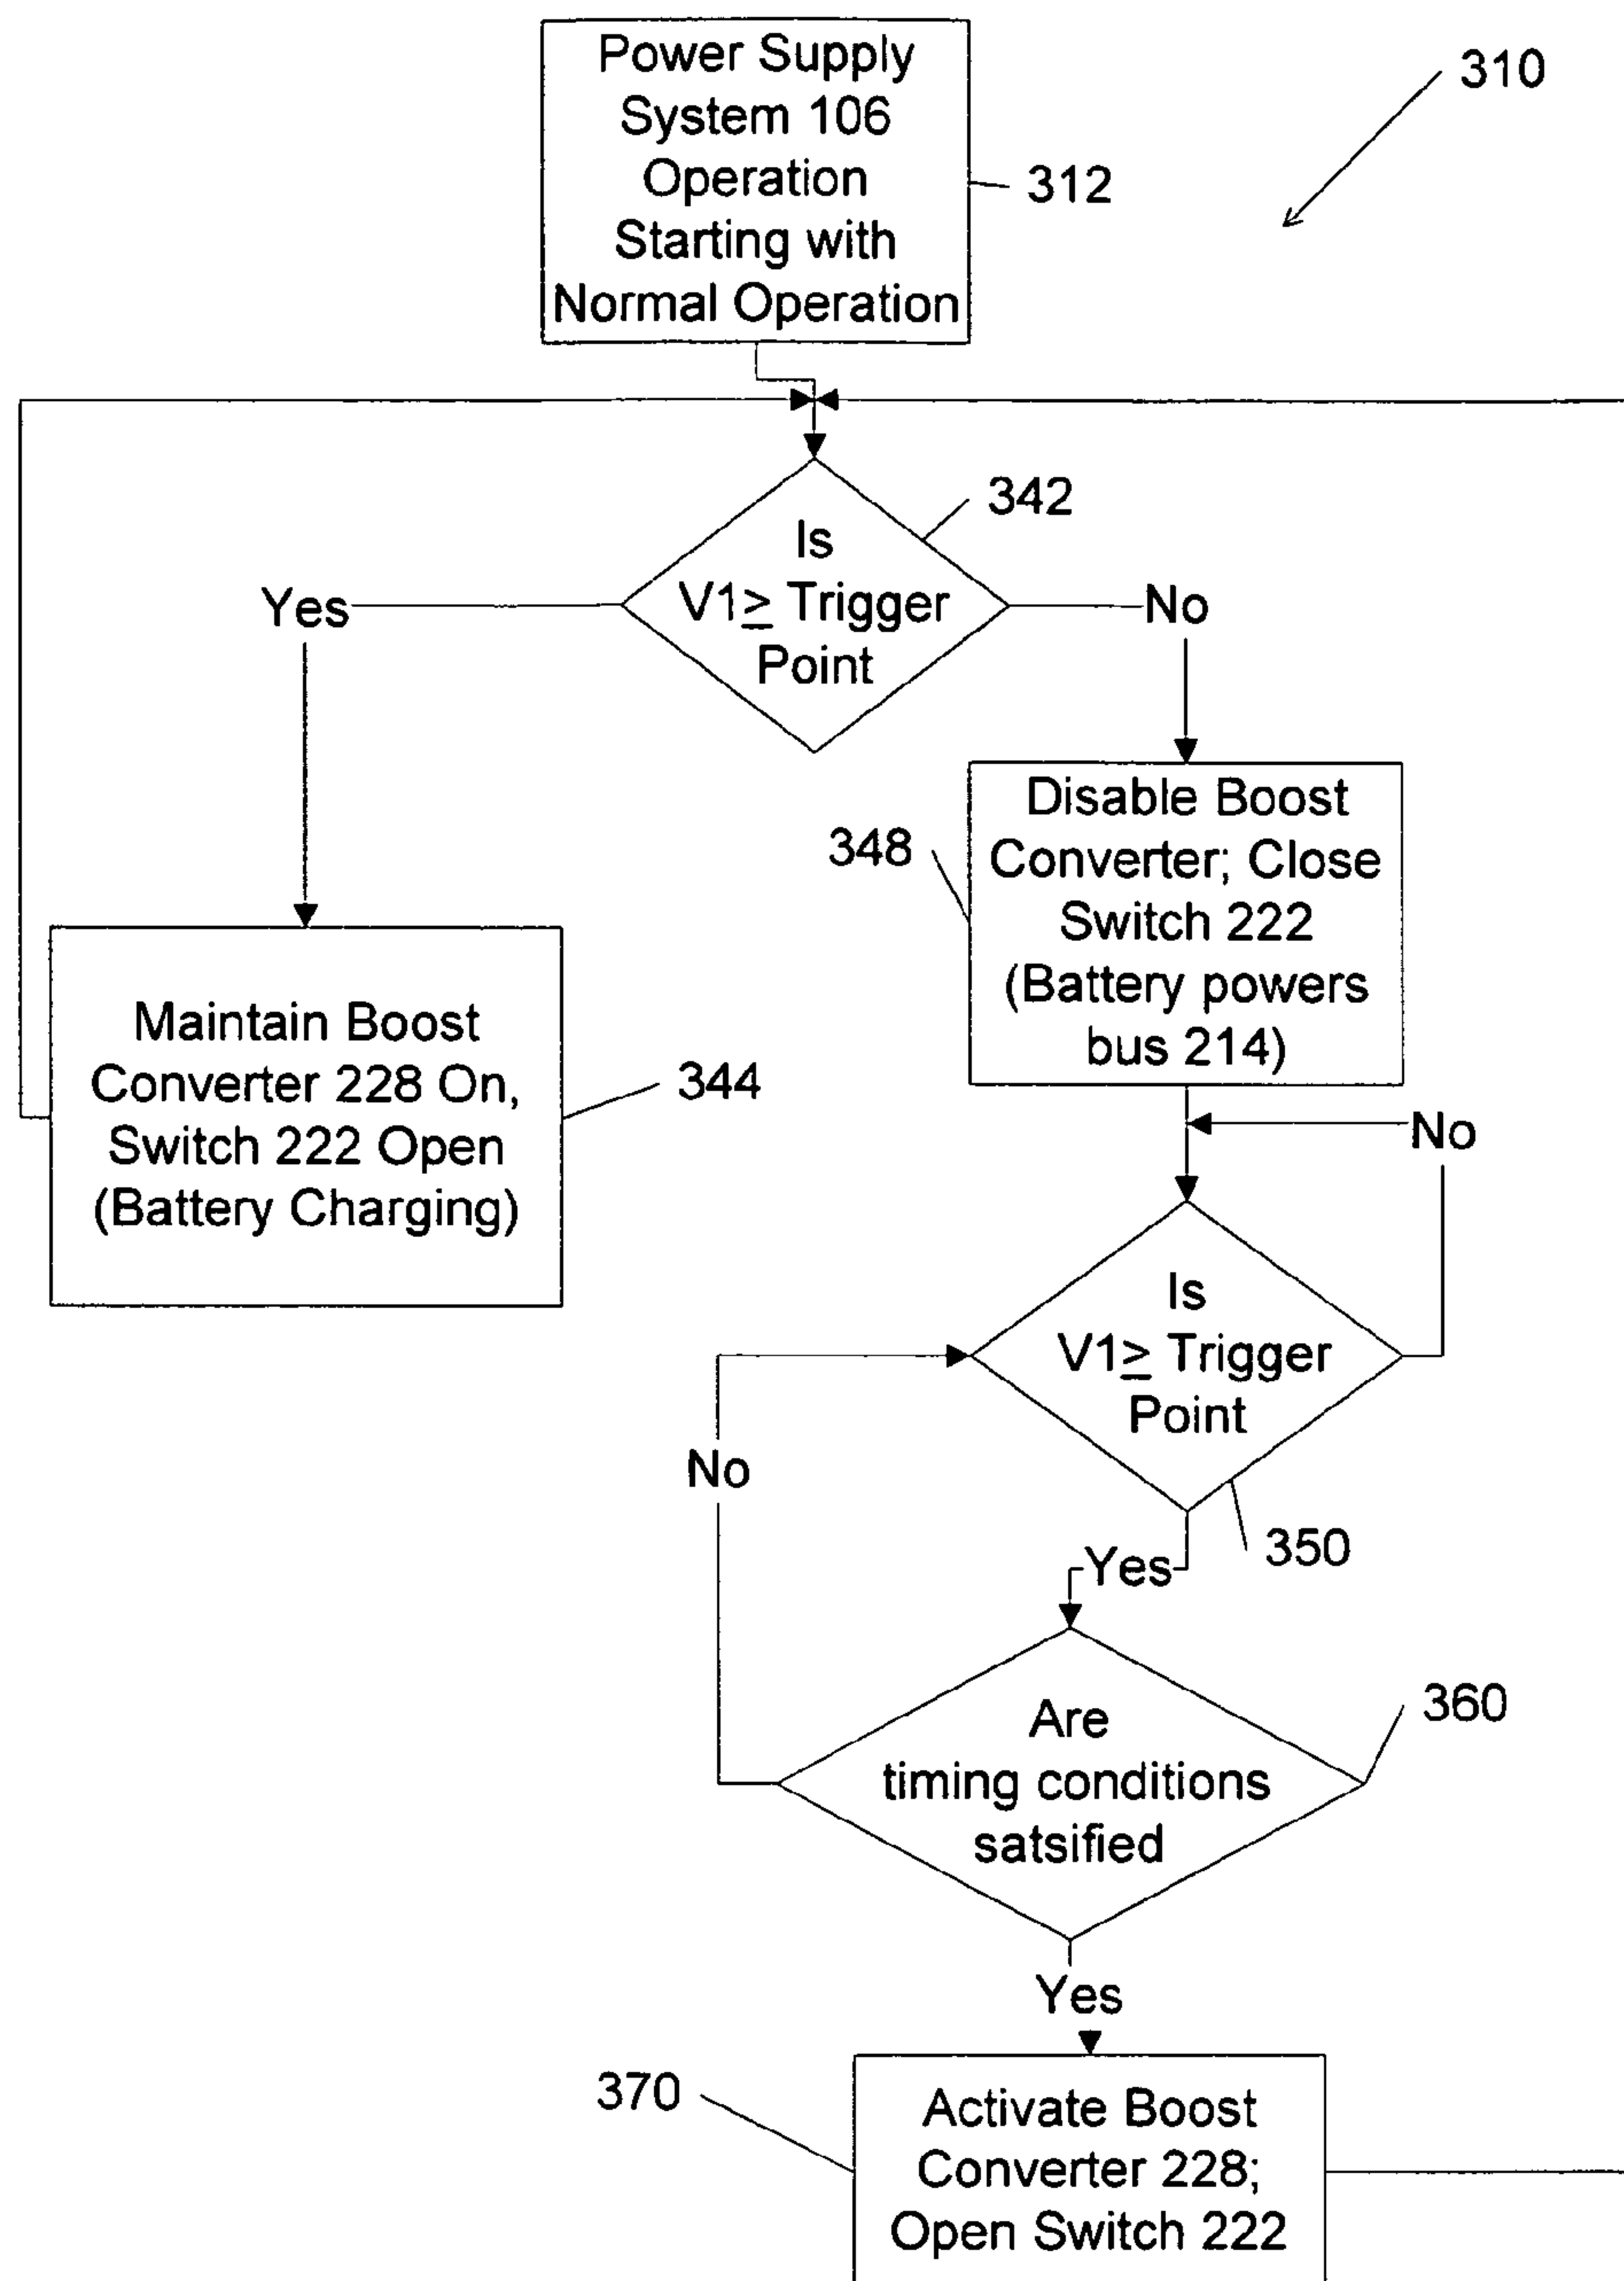 Power Supply
System 106
Operation
Starting with
Normal Operation
310
312
342
Is
V1≥ Trigger
Point
Yes
No
348
Disable Boost
Converter; Close
Switch 222
(Battery powers
bus 214)
Maintain Boost
Converter 228 On,
Switch 222 Open
(Battery Charging)
344
No
Is
V1≥ Trigger
Point
No
350
Yes
360
Are
timing conditions
satsified
Yes
370
Activate Boost
Converter 228;
Open Switch 222